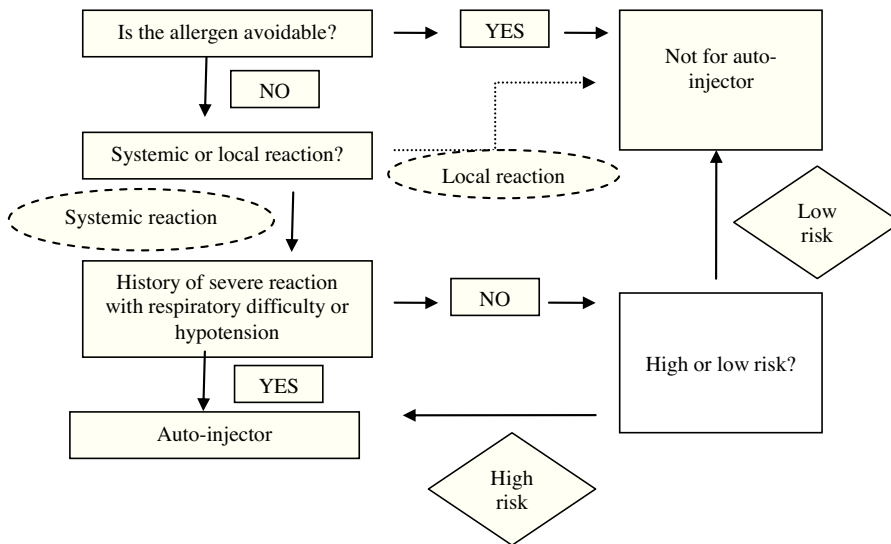 Is the allergen avoidable?
YES
Not for auto-
injector
NO
Systemic or local reaction?
Local reaction
Systemic reaction
Low
risk
History of severe reaction
with respiratory difficulty or
hypotension
NO
High or low risk?
YES
Auto-injector
High
risk